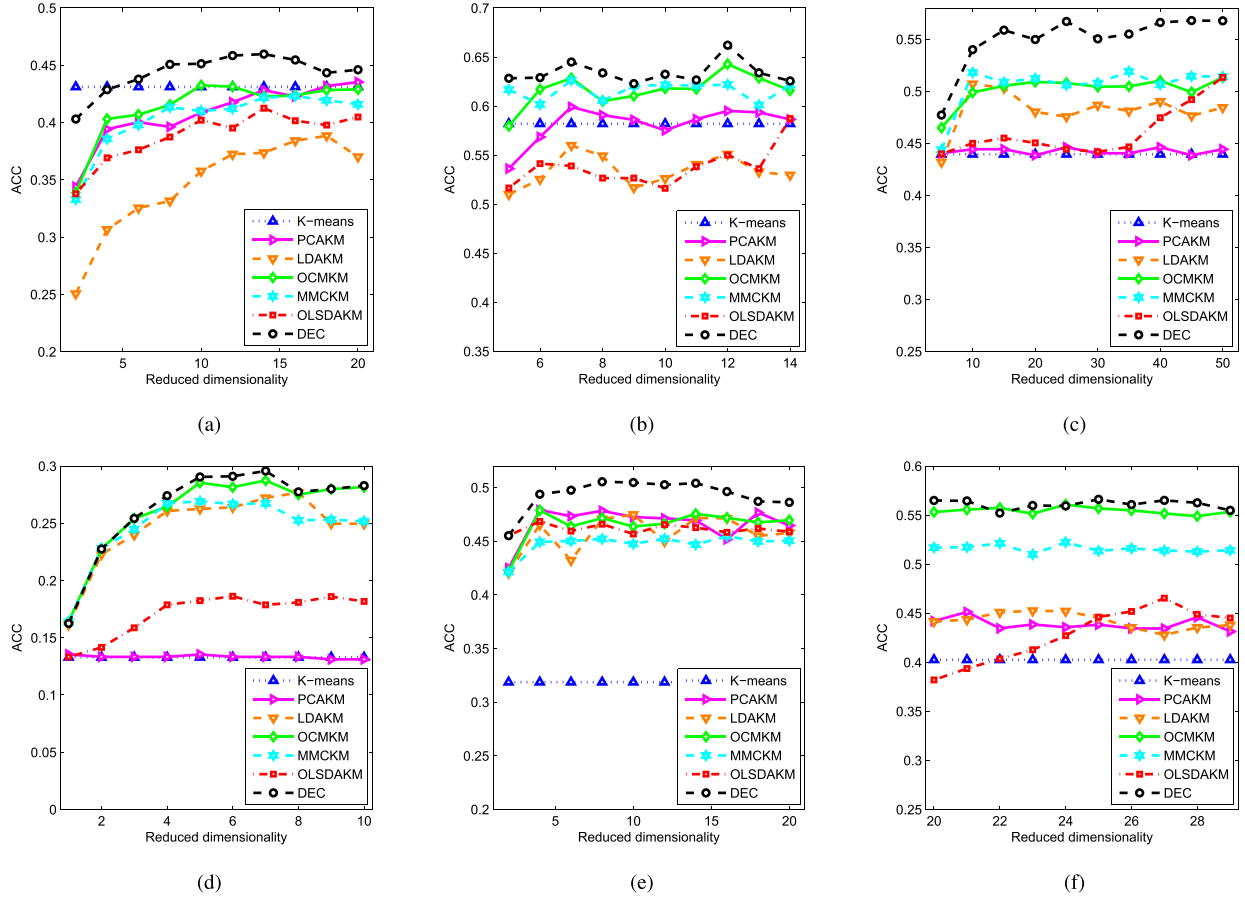 0.5
0.45
0.4
0.35
0.3
0.25
0.2
ACC
5
10
15
20
Reduced dimensionality
K−means
PCAKM
LDAKM
OCMKM
MMCKM
OLSDAKM
DEC
(a)
0.7
0.65
0.6
0.55
0.5
0.45
0.4
0.35
ACC
6
8
10
12
14
Reduced dimensionality
K−means
PCAKM
LDAKM
OCMKM
MMCKM
OLSDAKM
DEC
(b)
0.55
0.5
0.45
0.4
0.35
0.3
0.25
ACC
10
20
30
40
50
Reduced dimensionality
K−means
PCAKM
LDAKM
OCMKM
MMCKM
OLSDAKM
DEC
(c)
0.3
0.25
0.2
0.15
0.1
0.05
0
ACC
2
4
6
8
10
Reduced dimensionality
K−means
PCAKM
LDAKM
OCMKM
MMCKM
OLSDAKM
DEC
(d)
0.5
0.45
0.4
0.35
0.3
0.25
0.2
ACC
5
10
15
20
Reduced dimensionality
K−means
PCAKM
LDAKM
OCMKM
MMCKM
OLSDAKM
DEC
(e)
0.6
0.55
0.5
0.45
0.4
0.35
0.3
0.25
ACC
20
22
24
26
28
Reduced dimensionality
K−means
PCAKM
LDAKM
OCMKM
MMCKM
OLSDAKM
DEC
(f)